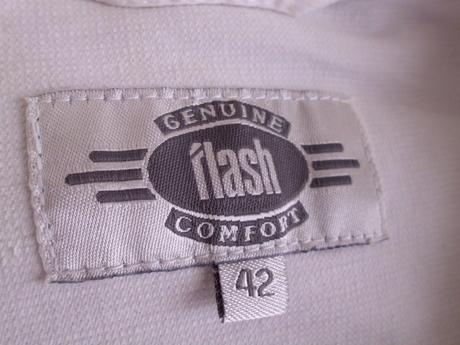 GENUINE
flash
COMFORT
42